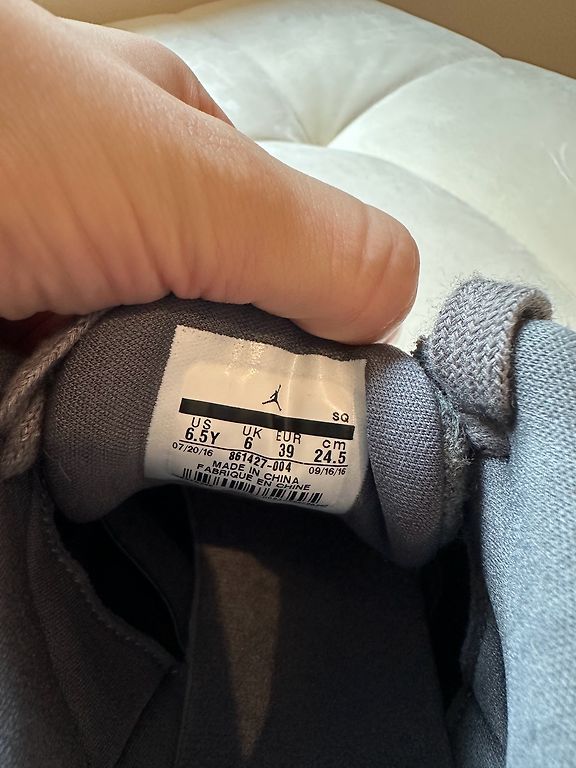 SQ
US UK EUR cm
6.5Y 6 39 24.5
07/20/16 861427-004 09/16/16
MADE IN CHINA
FABRIQUE EN CHINE